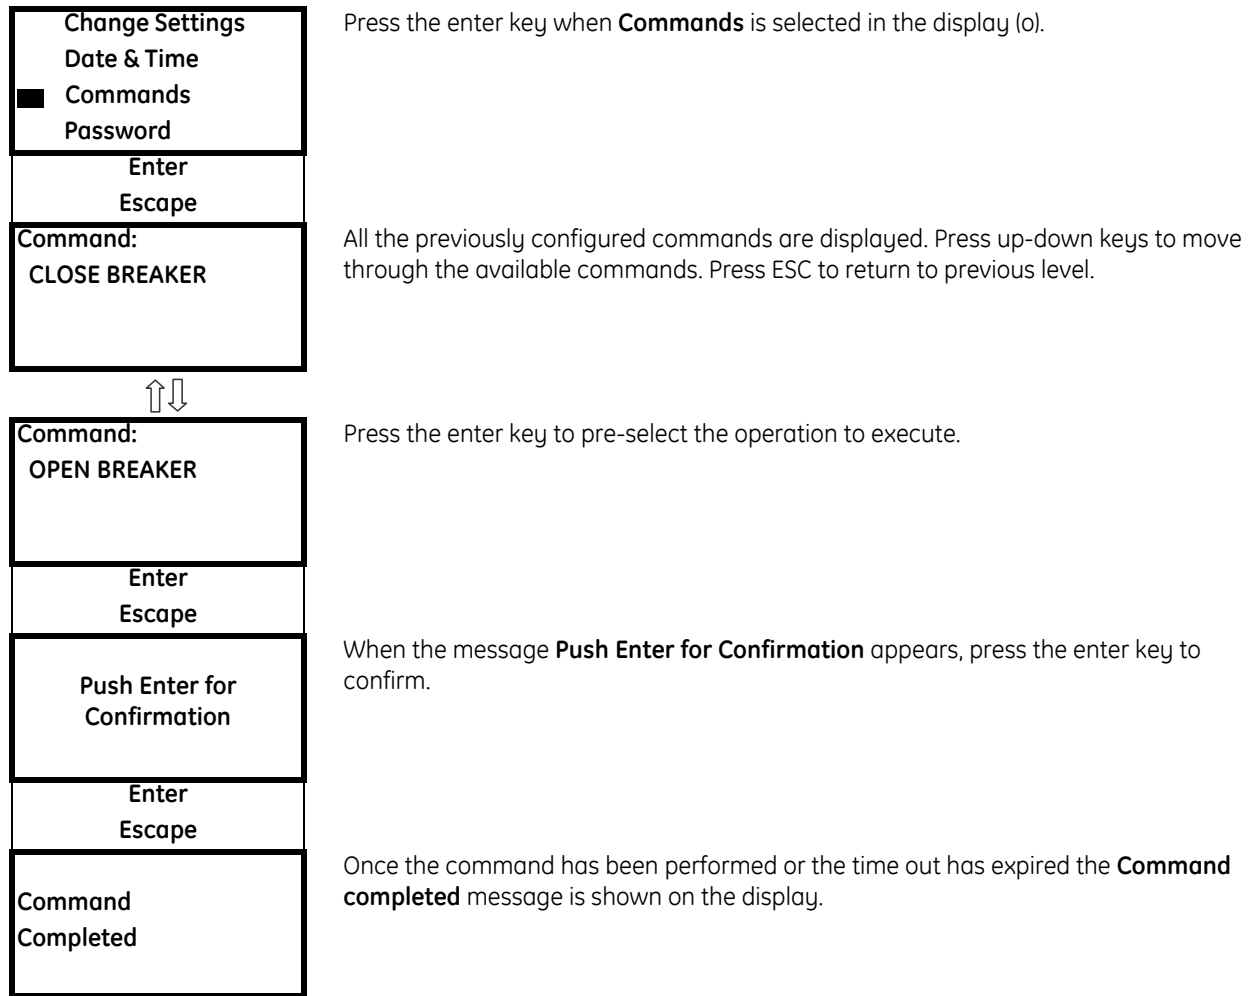 Change Settings
Press the enter key when Commands is selected in the display (o).
Date & Time
Commands
Password
Enter
Escape
Command:
CLOSE BREAKER
All the previously configured commands are displayed. Press up-down keys to move
through the available commands. Press ESC to return to previous level.
⇧⇩
Command:
OPEN BREAKER
Press the enter key to pre-select the operation to execute.
Enter
Escape
Push Enter for
Confirmation
When the message Push Enter for Confirmation appears, press the enter key to
confirm.
Enter
Escape
Command
Completed
Once the command has been performed or the time out has expired the Command
completed message is shown on the display.